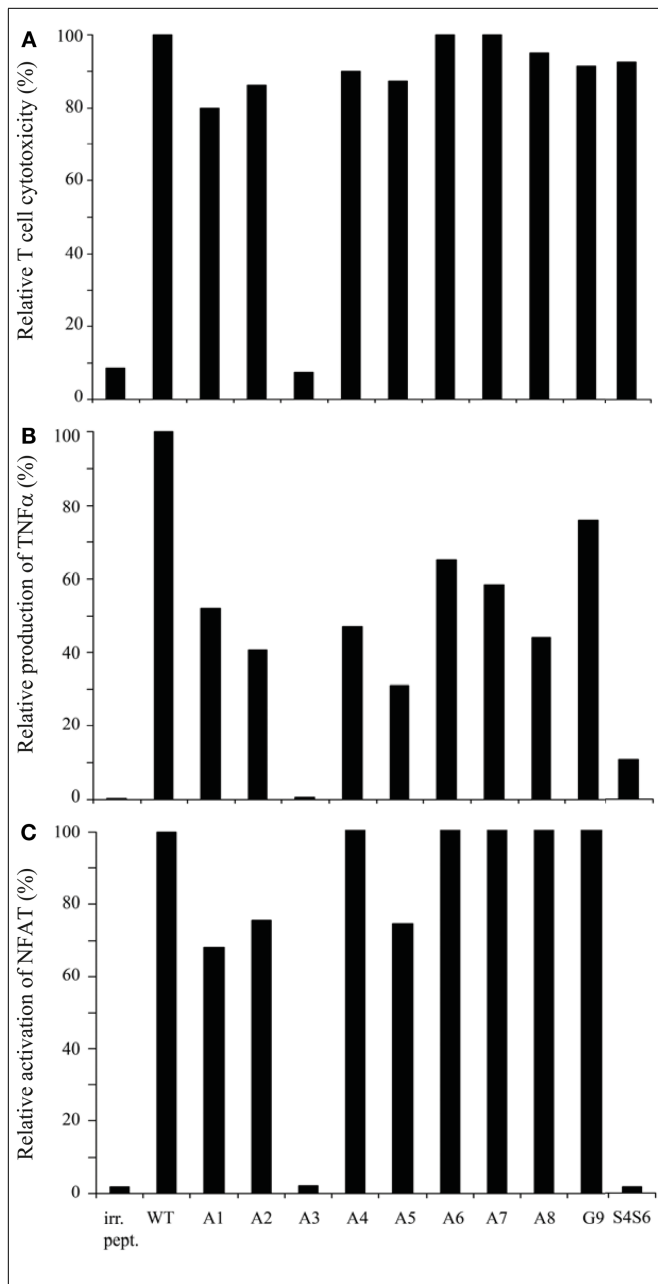 A
Relative T cell cytotoxicity (%)
100
80
60
40
20
0
B
Relative production of TNFα (%)
100
80
60
40
20
0
C
Relative activation of NFAT (%)
100
80
60
40
20
0
irr. pept.
WT
A1
A2
A3
A4
A5
A6
A7
A8
G9
S4S6